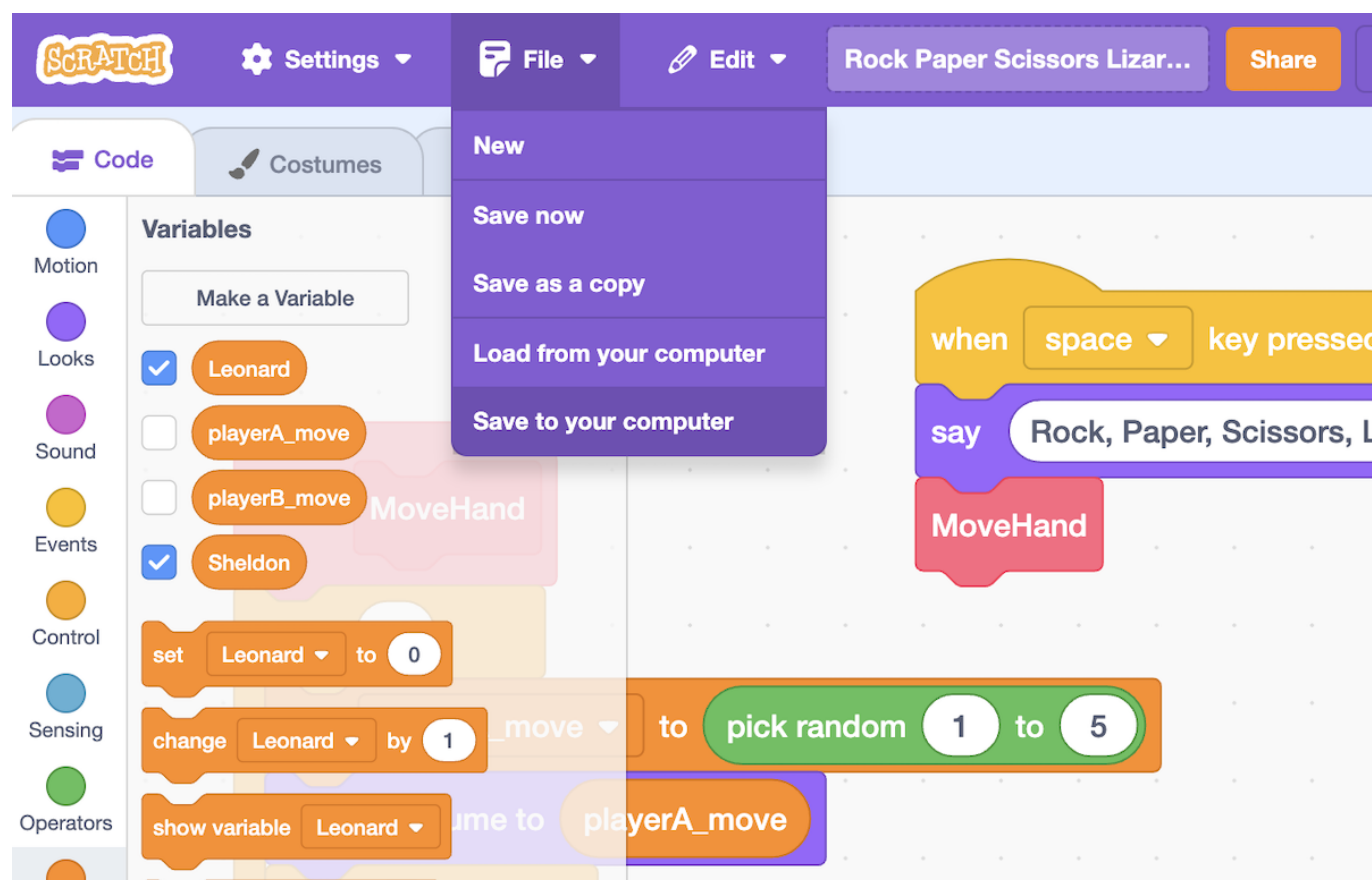 SCRATCH Settings File Edit Rock Paper Scissors Lizar... Share
New
Save now
Save as a copy
Load from your computer
Save to your computer
Code Costumes
Motion
Looks
Sound
Events
Control
Sensing
Operators
Variables
Make a Variable
Leonard
playerA_move
playerB_move
Sheldon
set Leonard to 0
change Leonard by 1
show variable Leonard
MoveHand
_move to pick random 1 to 5
ume to playerA_move
when space key pressed
say Rock, Paper, Scissors, L
MoveHand